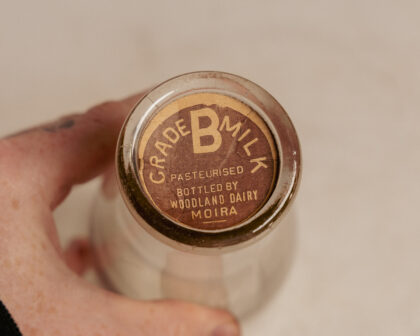 GRADE B MILK
PASTEURISED
BOTTLED BY
WOODLAND DAIRY
MOIRA